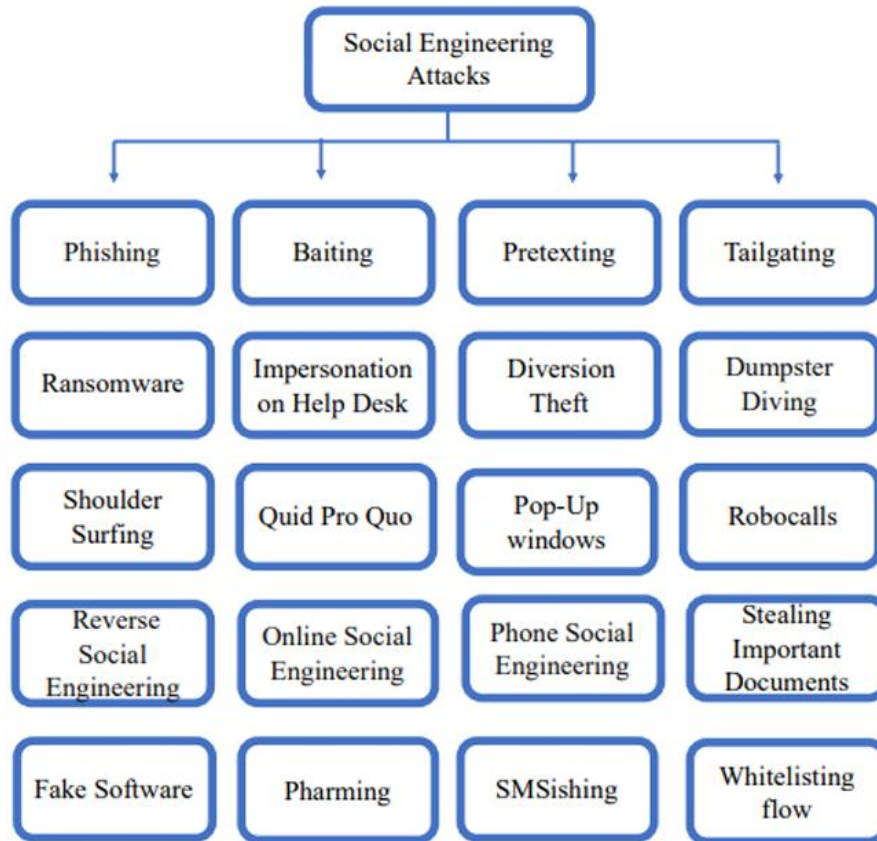 Social Engineering
Attacks
Phishing
Baiting
Pretexting
Tailgating
Ransomware
Impersonation
on Help Desk
Diversion
Theft
Dumpster
Diving
Shoulder
Surfing
Quid Pro Quo
Pop-Up
windows
Robocalls
Reverse
Social
Engineering
Online Social
Engineering
Phone Social
Engineering
Stealing
Important
Documents
Fake Software
Pharming
SMSishing
Whitelisting
flow